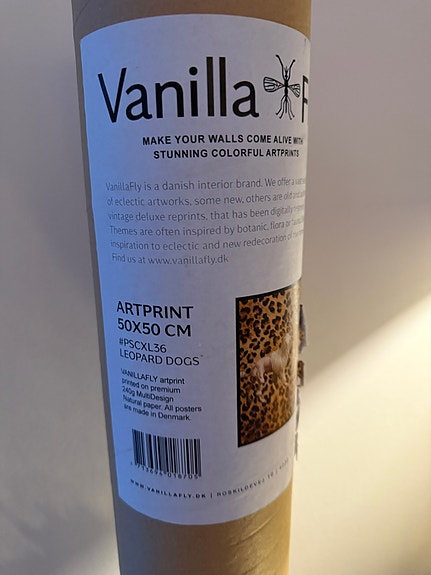 Vanilla F
MAKE YOUR WALLS COME ALIVE WITH
STUNNING COLORFUL ARTPRINTS
VanillaFly is a danish interior brand. We offer a
of eclectic artworks, some new, others are old
vintage deluxe reprints, that has been digitally
Themes are often inspired by botanic, flora or
inspiration to eclectic and new redecoration of
Find us at www.vanillafly.dk
ARTPRINT
50X50 CM
#PSCXL36
LEOPARD DOGS
VANILLAFLY artprint
printed on premium
240g MultiDesign
Natural paper. All posters
are made in Denmark
WWW.VANILLAFLY.DK |